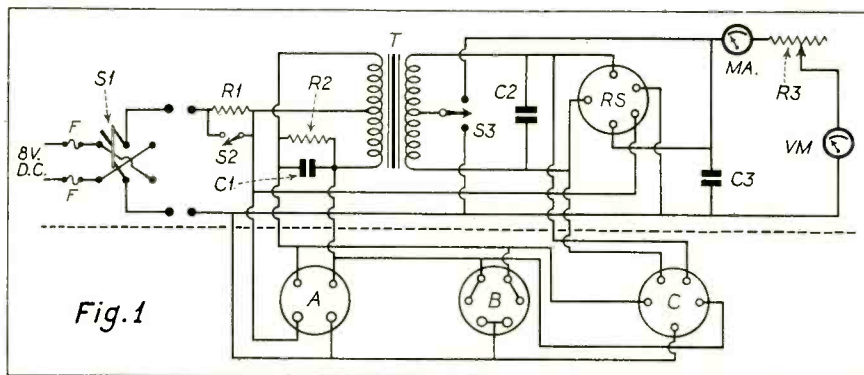 S1
8V.
D.C.
F
F
R1
S2
R2
C1
T
S3
C2
RS
MA.
R3
VM
C3
A
B
C
Fig.1